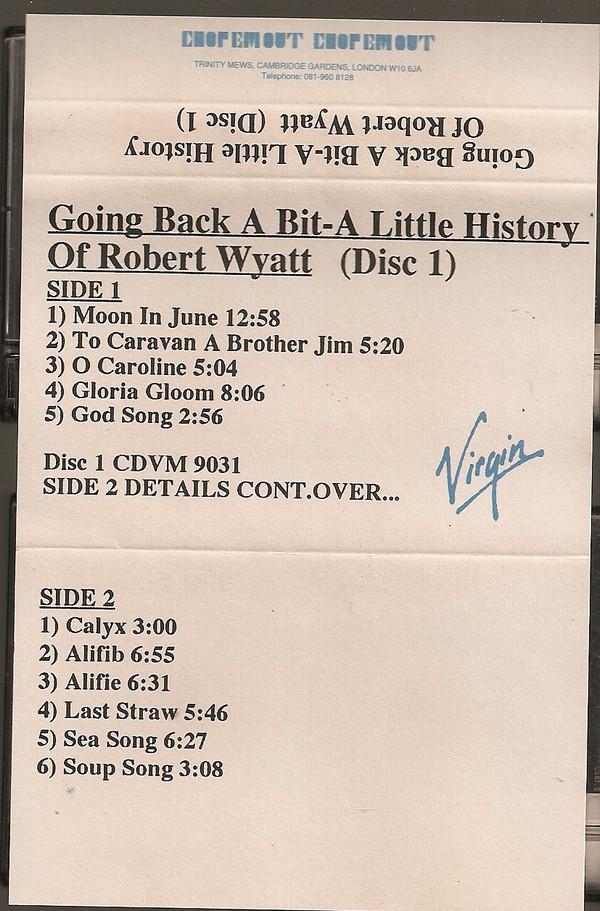 CHOPEMOUT CHOPEMOUT
TRINITY MEWS, CAMBRIDGE GARDENS, LONDON W10 6JA
Telephone: 081-960 8128
Going Back A Bit-A Little History
Of Robert Wyatt (Disc 1)
Going Back A Bit-A Little History
Of Robert Wyatt (Disc 1)
SIDE 1
1) Moon In June 12:58
2) To Caravan A Brother Jim 5:20
3) O Caroline 5:04
4) Gloria Gloom 8:06
5) God Song 2:56
Disc 1 CDVM 9031
SIDE 2 DETAILS CONT.OVER...
Virgin
SIDE 2
1) Calyx 3:00
2) Alifib 6:55
3) Alifie 6:31
4) Last Straw 5:46
5) Sea Song 6:27
6) Soup Song 3:08